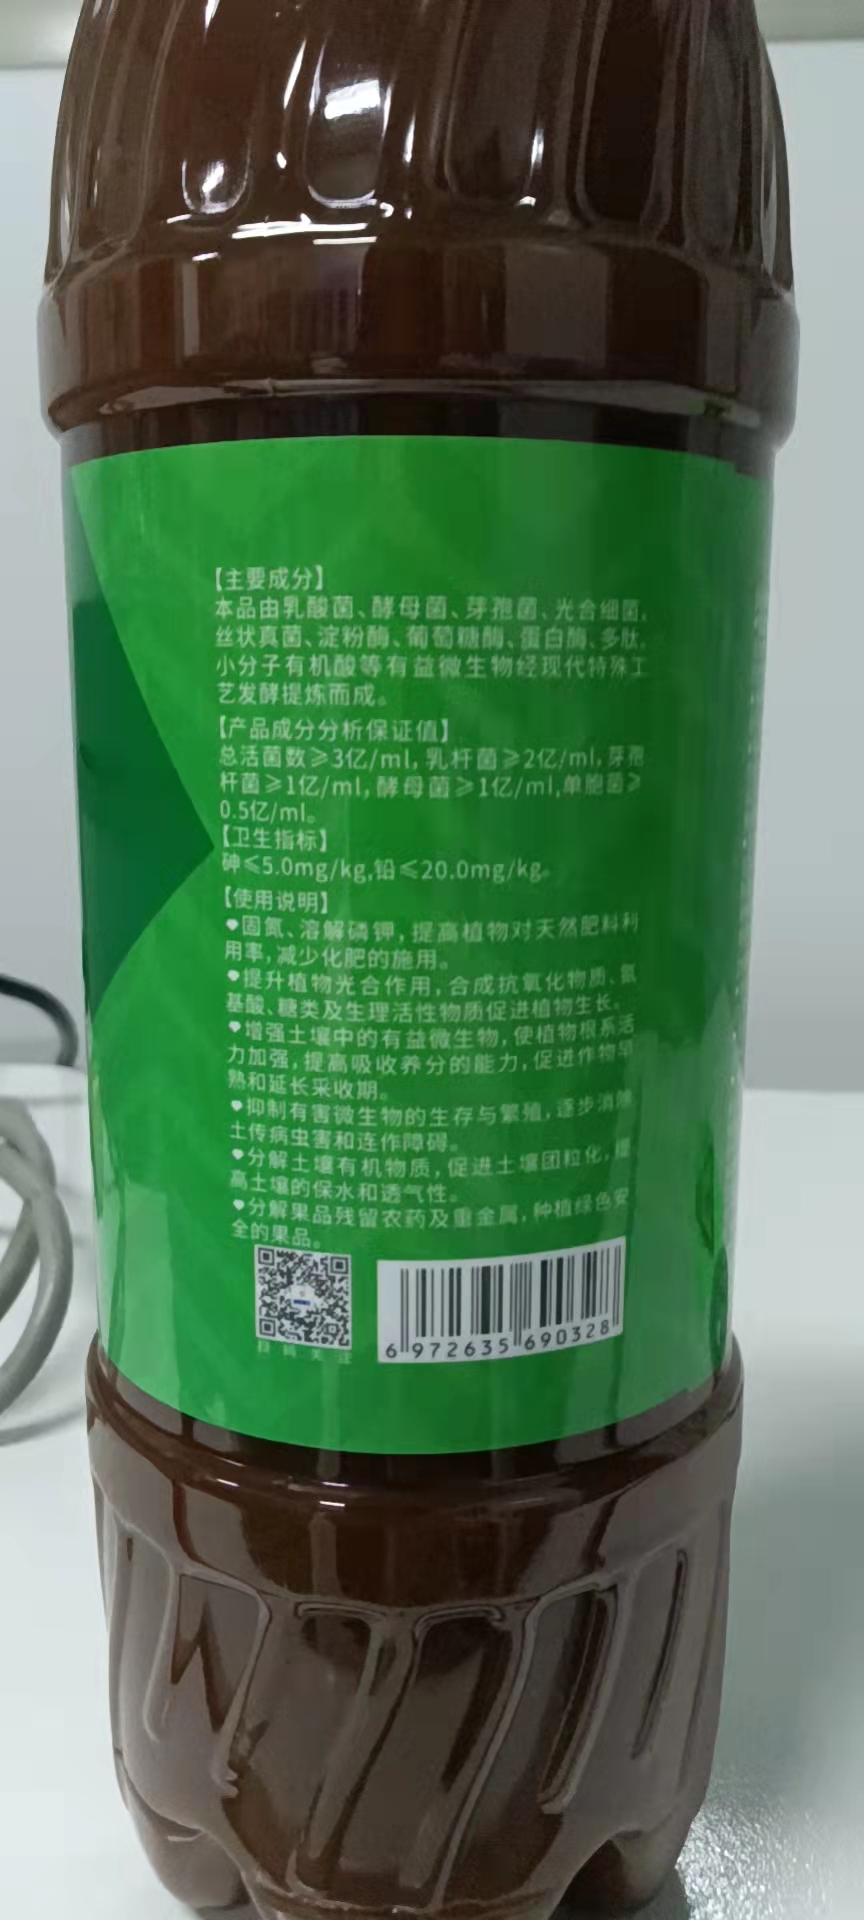 【主要成分】
本品由乳酸菌、酵母菌、芽孢菌、光合细菌,
丝状真菌、淀粉酶、葡萄糖酶、蛋白酶、多肽,
小分子有机酸等有益微生物经现代特殊工
艺发酵提炼而成。
【产品成分分析保证值】
总活菌数≥3亿/ml,乳杆菌≥2亿/ml,芽孢
杆菌≥1亿/ml,酵母菌≥1亿/ml,单胞菌≥
0.5亿/ml。
【卫生指标】
砷≤5.0mg/kg,铅≤20.0mg/kg。
【使用说明】
固氮、溶解磷钾,提高植物对天然肥料利
用率,减少化肥的施用。
提升植物光合作用,合成抗氧化物质、氨
基酸、糖类及生理活性物质促进植物生长。
增强土壤中的有益微生物,使植物根系活
力加强,提高吸收养分的能力,促进作物早
熟和延长采收期。
抑制有害微生物的生存与繁殖,逐步消除
土传病虫害和连作障碍。
分解土壤有机物质,促进土壤团粒化,提
高土壤的保水和透气性。
分解果品残留农药及重金属,种植绿色安
全的果品。
扫码关注
6 972635 690328